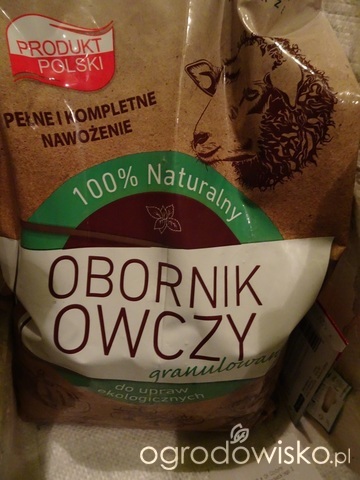 PRODUKT
POLSKI
PEŁNE I KOMPLETNE
NAWOŻENIE
100% Naturalny
OBORNIK
OWCZY
granulowany
do upraw
ekologicznych
ogrodowisko.pl